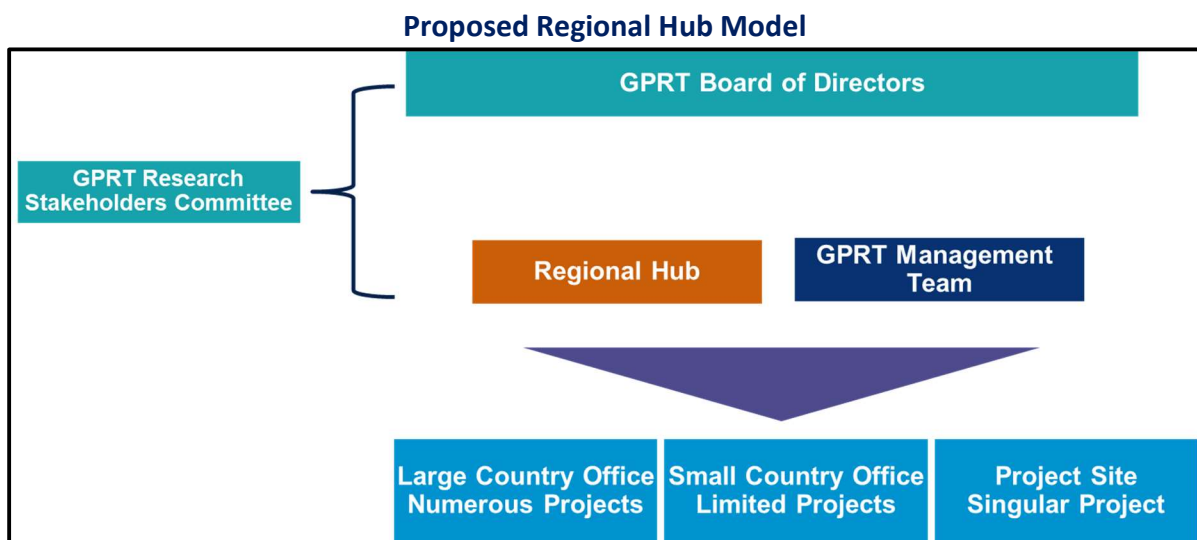 Proposed Regional Hub Model
GPRT Board of Directors
GPRT Research
Stakeholders Committee
Regional Hub
GPRT Management
Team
Large Country Office
Numerous Projects
Small Country Office
Limited Projects
Project Site
Singular Project